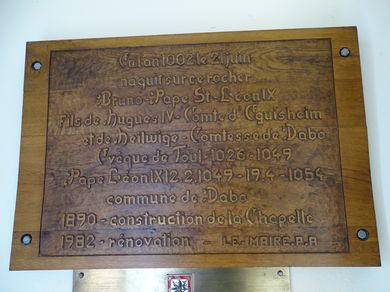 En l'an 1002 le 21 juin
naquit sur ce rocher
Bruno-Pape St-Léon IX
Fils de Hugues IV-Comte d'Eguisheim
et de Heilwige-Comtesse de Dabo
Evêque de Toul-1026-1049
Pape Léon IX 12.2.1049-19.4-1054
commune de Dabo
1890-construction de la Chapelle
1982-rénovation - LE-MAIRE.P.A